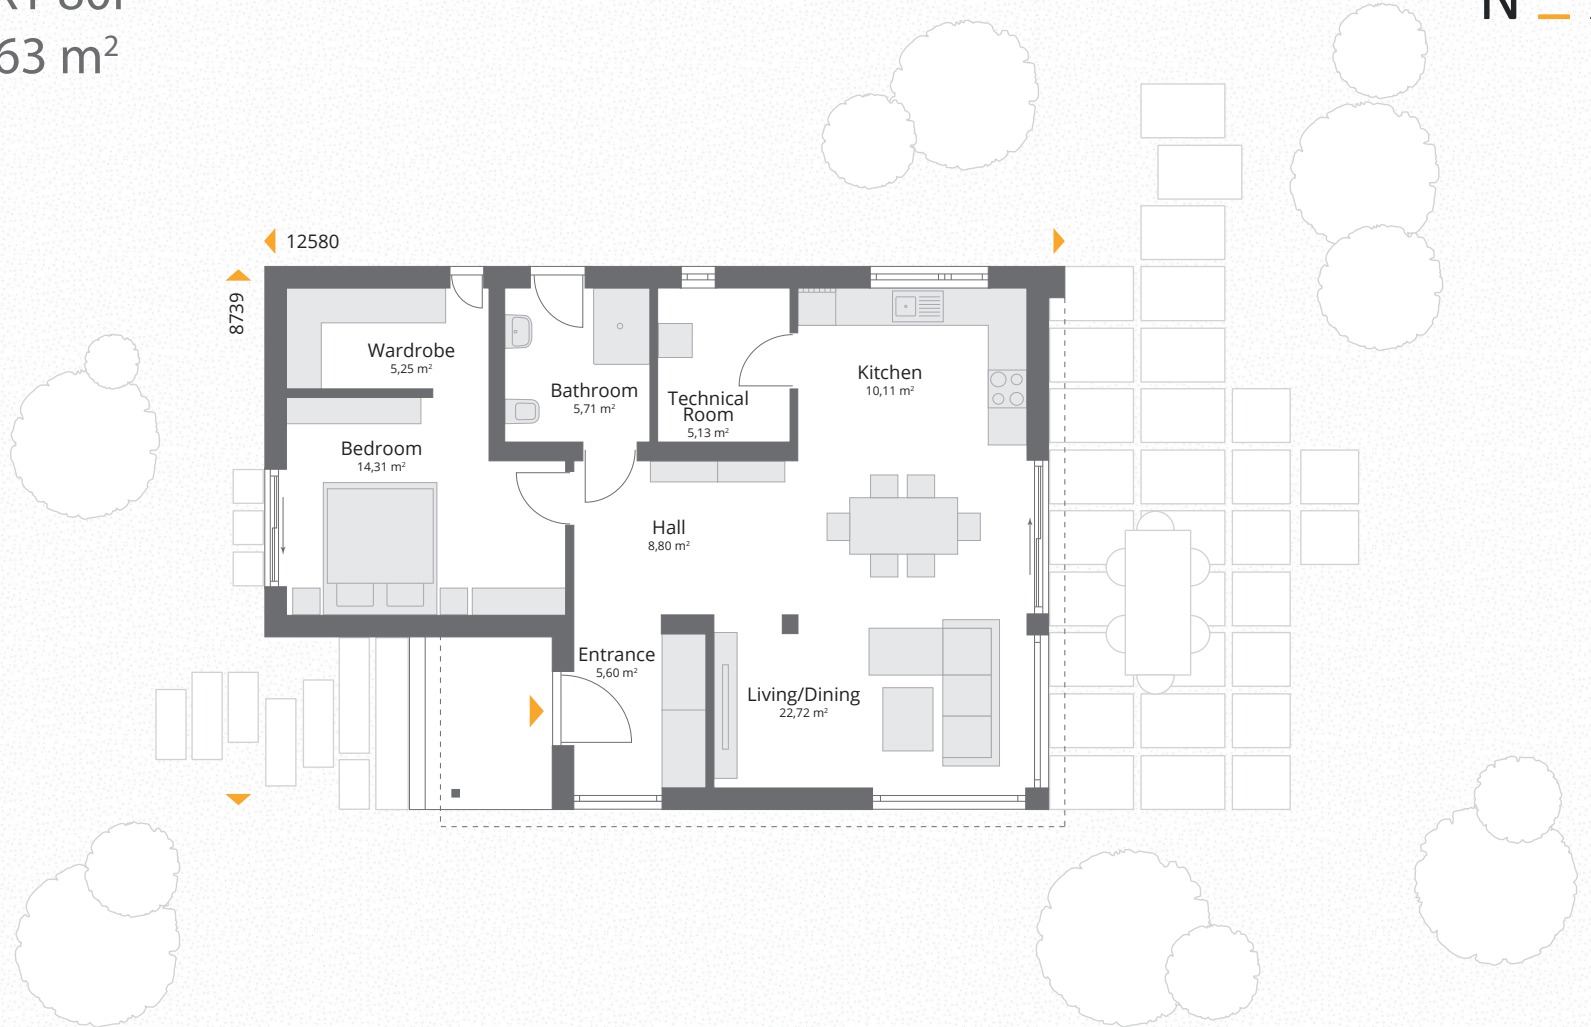 63 m²
N _
12580
8739
Wardrobe
5,25 m²
Bathroom
5,71 m²
Technical
Room
5,13 m²
Kitchen
10,11 m²
Bedroom
14,31 m²
Hall
8,80 m²
Entrance
5,60 m²
Living/Dining
22,72 m²